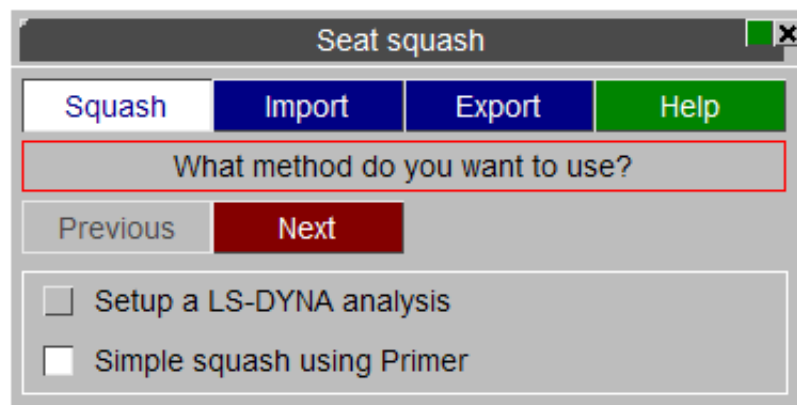 Seat squash
Squash Import Export Help
What method do you want to use?
Previous Next
Setup a LS-DYNA analysis
Simple squash using Primer